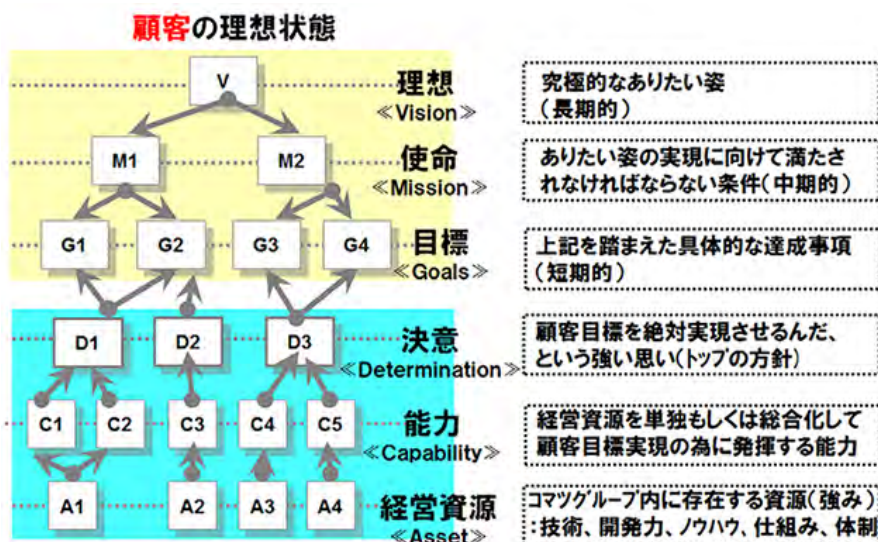 顧客の理想状態
V
理想
≪Vision≫
究極的なありたい姿
(長期的)
M1
M2
使命
≪Mission≫
ありたい姿の実現に向けて満たさ
れなければならない条件(中期的)
G1
G2
G3
G4
目標
≪Goals≫
上記を踏まえた具体的な達成事項
(短期的)
D1
D2
D3
決意
≪Determination≫
顧客目標を絶対実現させるんだ、
という強い思い(トップの方針)
C1
C2
C3
C4
C5
能力
≪Capability≫
経営資源を単独もしくは総合化して
顧客目標実現の為に発揮する能力
A1
A2
A3
A4
経営資源
≪Asset≫
コマツグループ内に存在する資源(強み)
:技術、開発力、ノウハウ、仕組み、体制